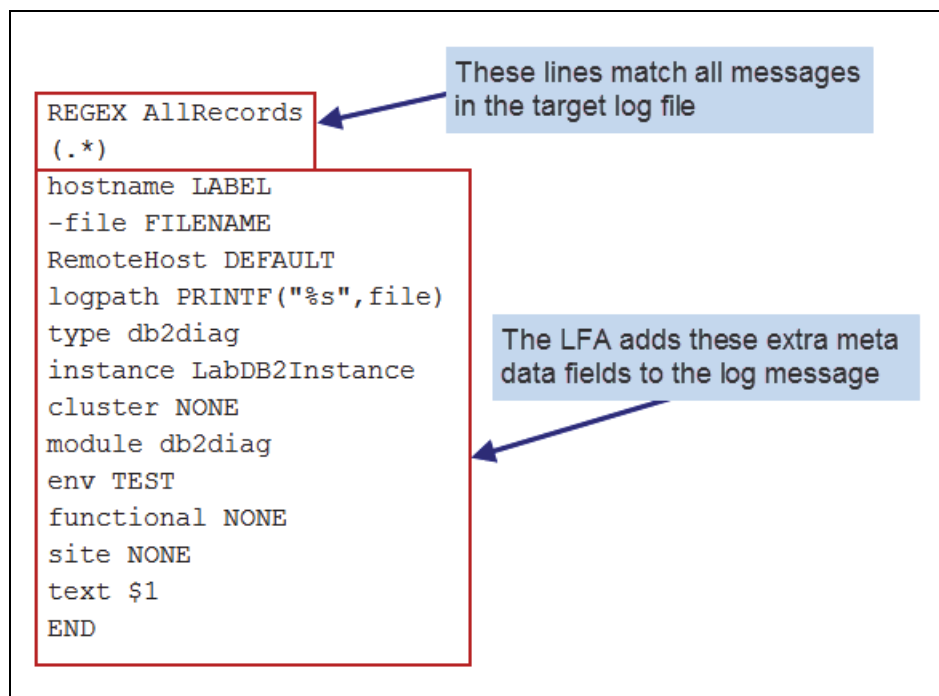 These lines match all messages
in the target log file
REGEX AllRecords
(.*)
hostname LABEL
-file FILENAME
RemoteHost DEFAULT
logpath PRINTF("%s",file)
type db2diag
instance LabDB2Instance
cluster NONE
module db2diag
env TEST
functional NONE
site NONE
text $1
END
The LFA adds these extra meta
data fields to the log message